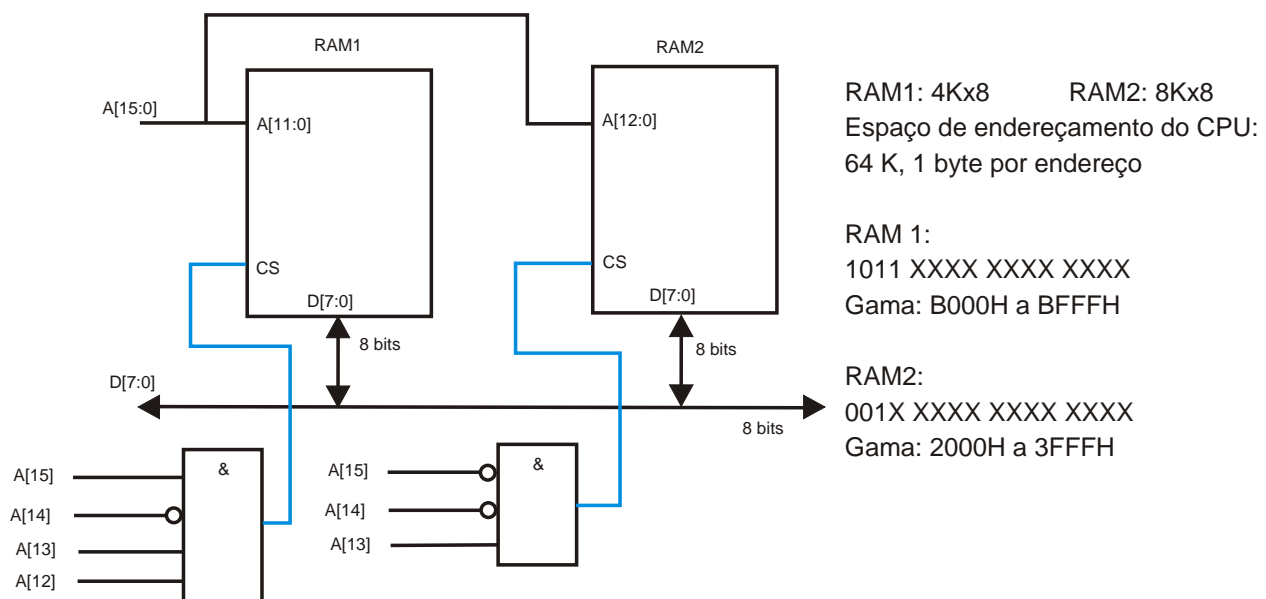 RAM1
RAM2
A[15:0]
A[11:0]
A[12:0]
CS
CS
D[7:0]
D[7:0]
8 bits
8 bits
D[7:0]
8 bits
A[15]
A[14]
A[13]
A[12]
&
A[15]
A[14]
A[13]
&
RAM1: 4Kx8 RAM2: 8Kx8
Espaço de endereçamento do CPU:
64 K, 1 byte por endereço
RAM 1:
1011 XXXX XXXX XXXX
Gama: B000H a BFFFH
RAM2:
001X XXXX XXXX XXXX
Gama: 2000H a 3FFFH